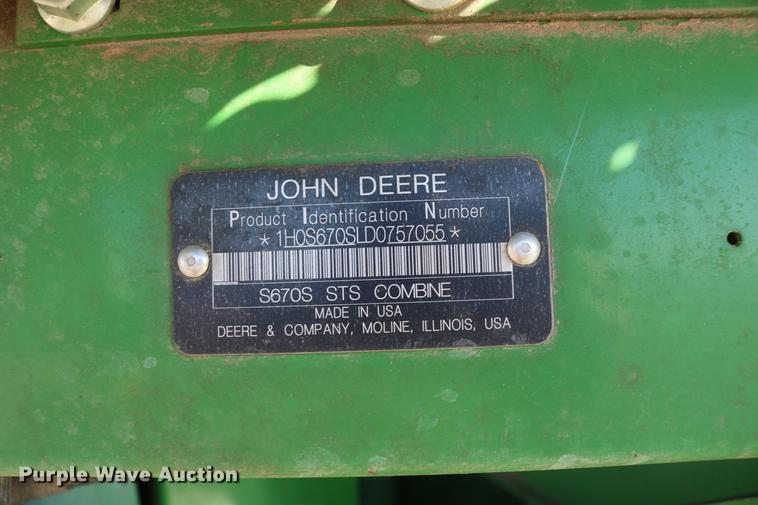 JOHN DEERE
Product Identification Number
*1H0S670SLD0757055*
S670S STS COMBINE
MADE IN USA
DEERE & COMPANY, MOLINE, ILLINOIS, USA
Purple Wave Auction